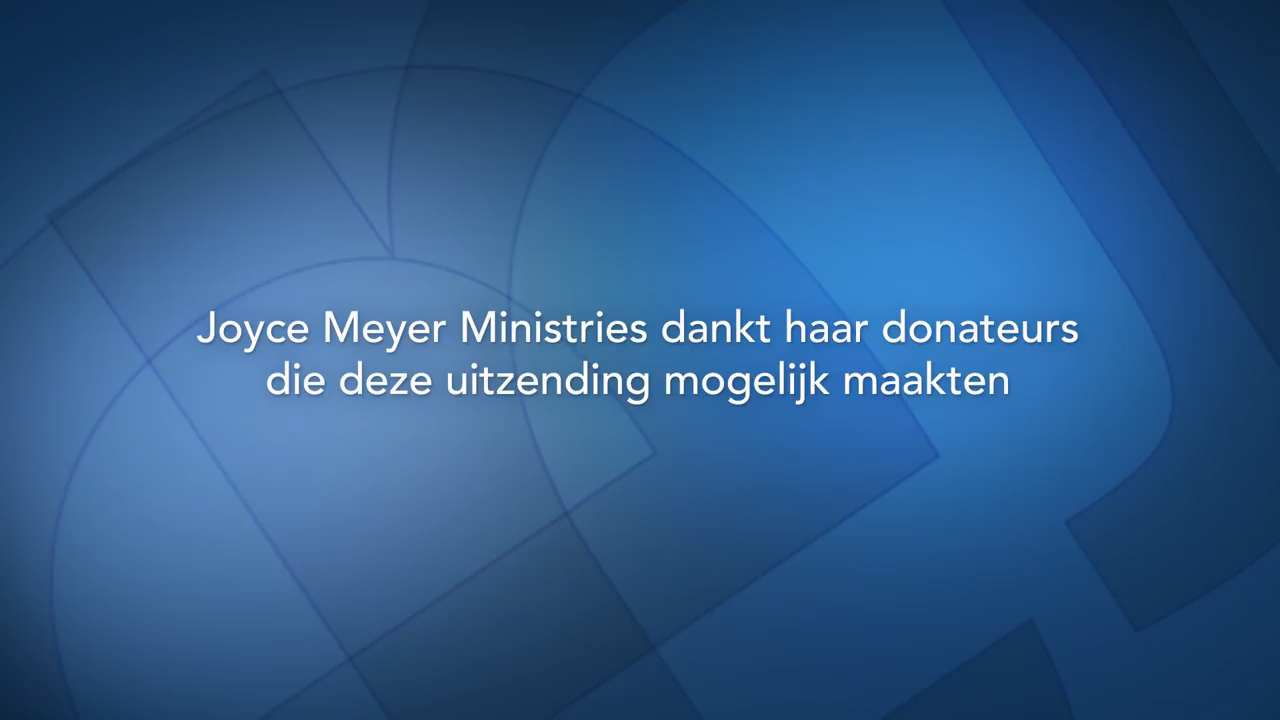 Joyce Meyer Ministries dankt haar donateurs
die deze uitzending mogelijk maakten